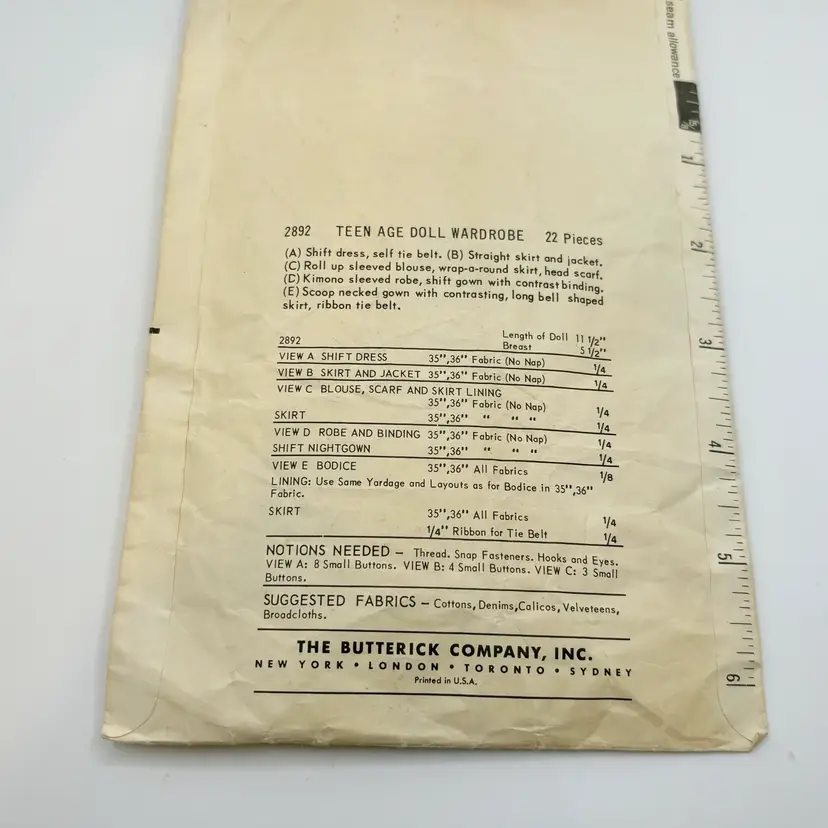 seam allowance
5/8
1
2
3
4
5
6
2892 TEEN AGE DOLL WARDROBE 22 Pieces
(A) Shift dress, self tie belt. (B) Straight skirt and jacket.
(C) Roll up sleeved blouse, wrap-a-round skirt, head scarf.
(D) Kimono sleeved robe, shift gown with contrast binding.
(E) Scoop necked gown with contrasting, long bell shaped
skirt, ribbon tie belt.
Length of Doll 11 1/2"
2892 Breast 5 1/2"
VIEW A SHIFT DRESS 35",36" Fabric (No Nap) 1/4
VIEW B SKIRT AND JACKET 35",36" Fabric (No Nap) 1/4
VIEW C BLOUSE, SCARF AND SKIRT LINING
35",36" Fabric (No Nap) 1/4
SKIRT 35",36" " " " 1/4
VIEW D ROBE AND BINDING 35",36" Fabric (No Nap) 1/4
SHIFT NIGHTGOWN 35",36" " " " 1/4
VIEW E BODICE 35",36" All Fabrics 1/8
LINING: Use Same Yardage and Layouts as for Bodice in 35",36"
Fabric.
SKIRT 35",36" All Fabrics 1/4
1/4" Ribbon for Tie Belt 1/4
NOTIONS NEEDED — Thread. Snap Fasteners. Hooks and Eyes.
VIEW A: 8 Small Buttons. VIEW B: 4 Small Buttons. VIEW C: 3 Small
Buttons.
SUGGESTED FABRICS — Cottons, Denims,Calicos, Velveteens,
Broadcloths.
THE BUTTERICK COMPANY, INC.
NEW YORK • LONDON • TORONTO • SYDNEY
Printed in U.S.A.